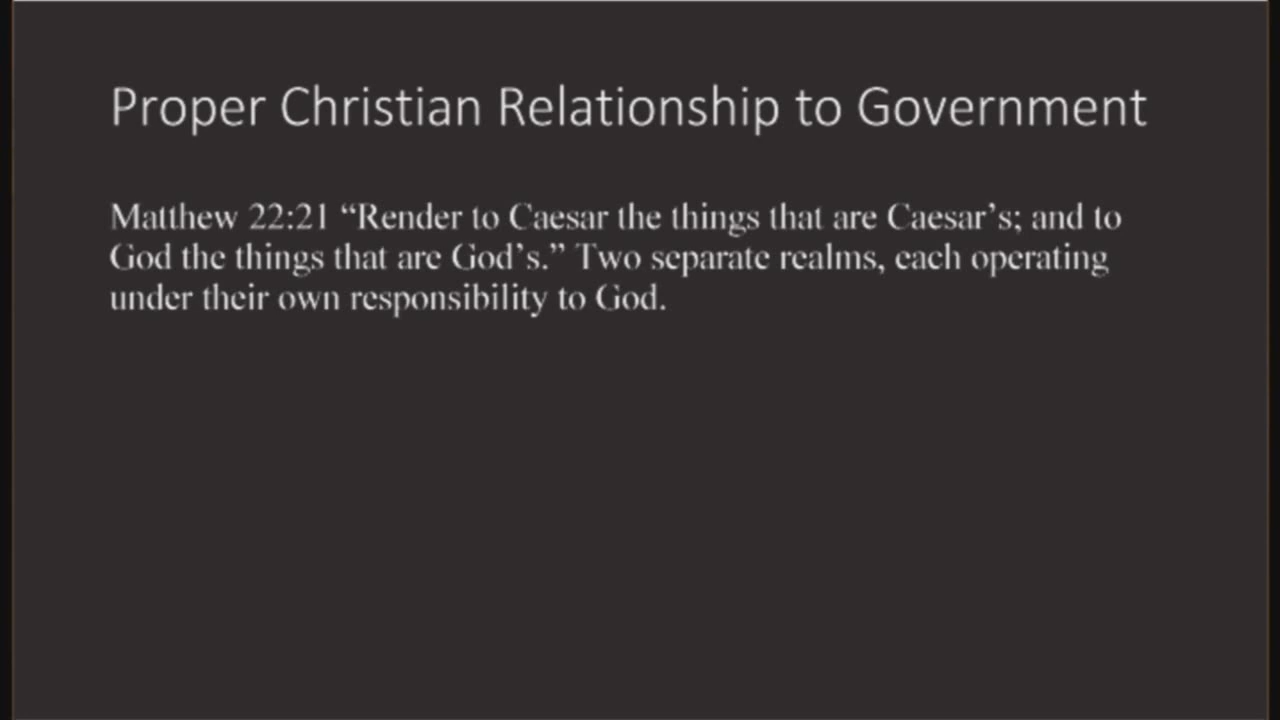 Proper Christian Relationship to Government
Matthew 22:21 “Render to Caesar the things that are Caesar’s; and to
God the things that are God’s.” Two separate realms, each operating
under their own responsibility to God.